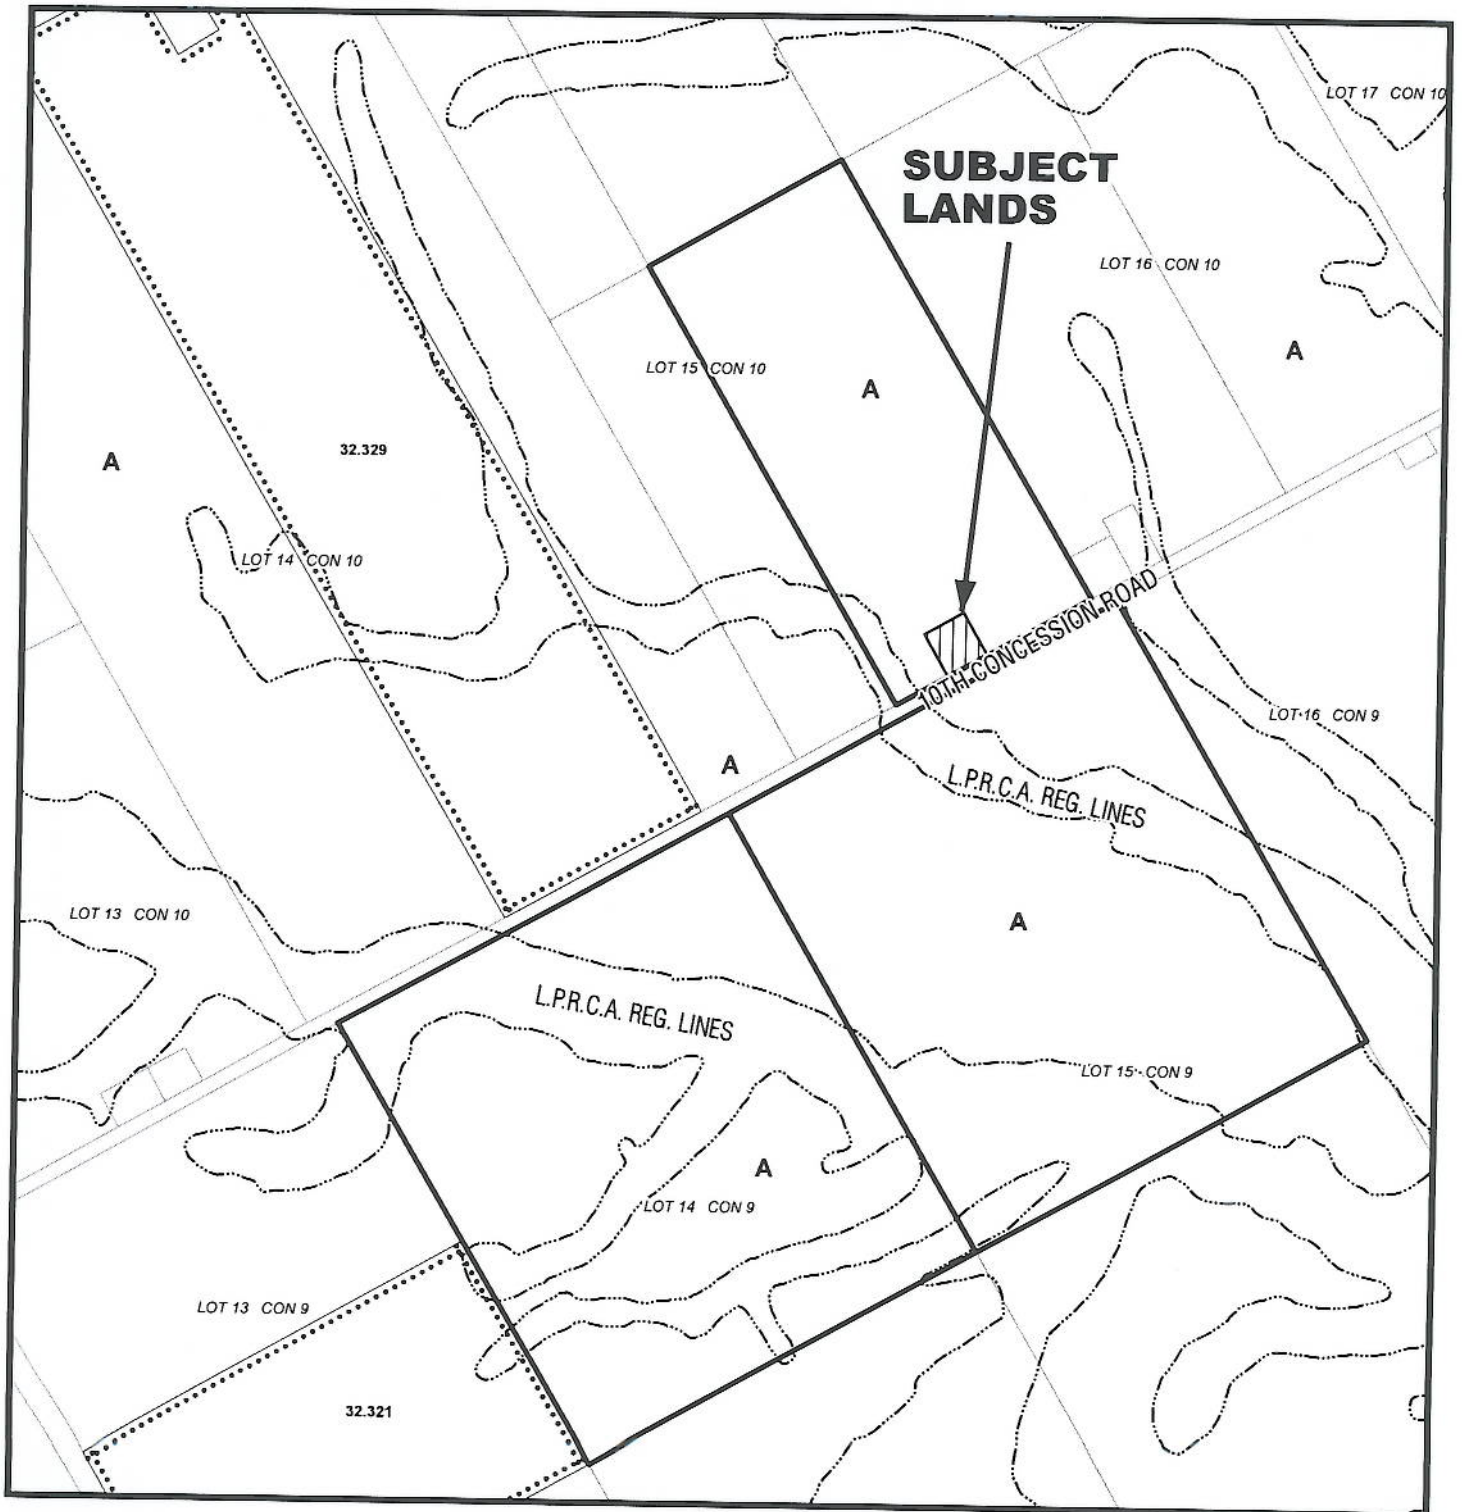 LOT 17 CON 10
SUBJECT
LANDS
LOT 16 CON 10
A
LOT 15 CON 10
A
32.329
A
LOT 14 CON 10
10TH CONCESSION ROAD
LOT 16 CON 9
A
L.P.R.C.A. REG. LINES
LOT 13 CON 10
A
L.P.R.C.A. REG. LINES
LOT 15 CON 9
A
LOT 14 CON 9
LOT 13 CON 9
32.321